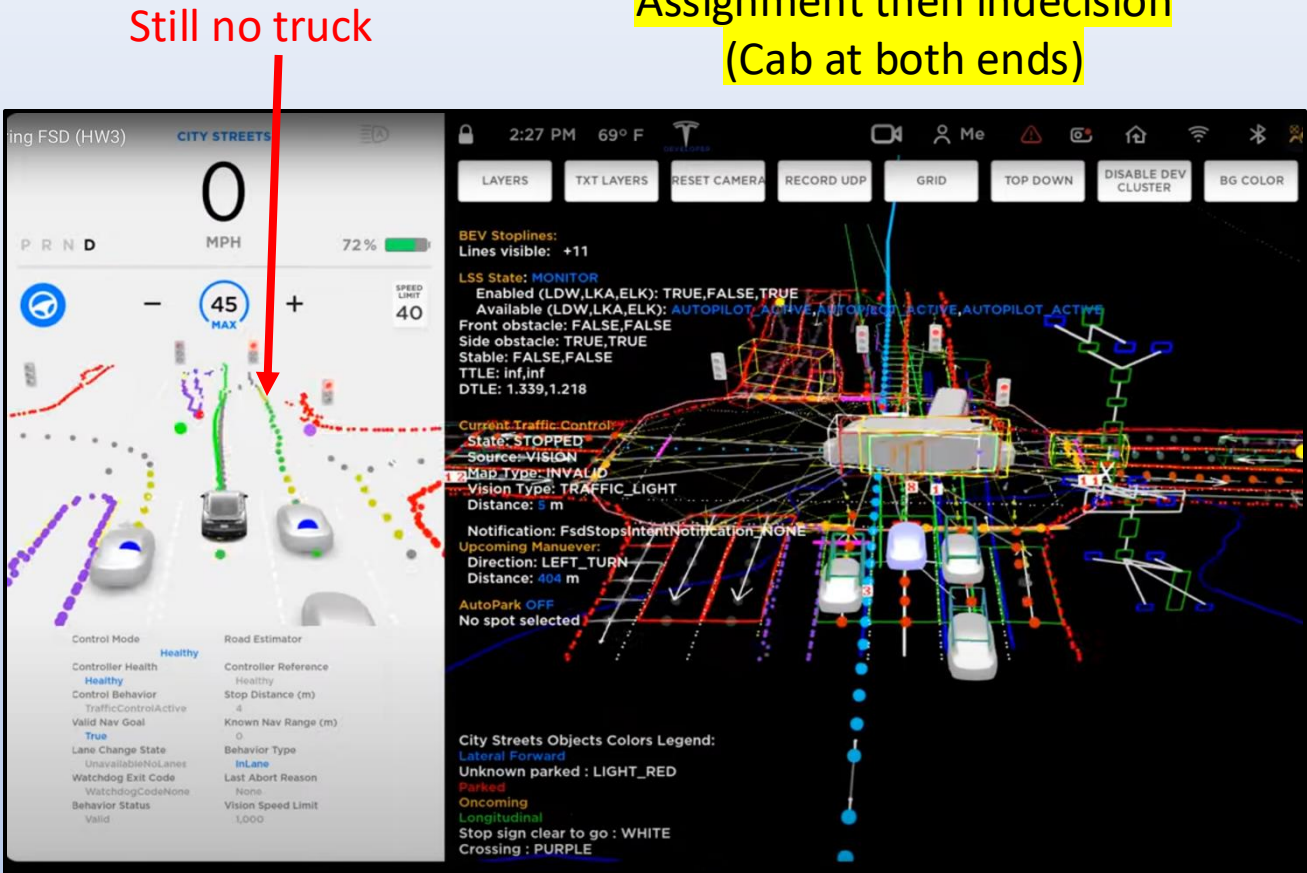 Still no truck
Assignment then indecision
(Cab at both ends)
ing FSD (HW3)
CITY STREETS
0
MPH
P R N D
72%
45
MAX
SPEED
LIMIT
40
Control Mode
Healthy
Controller Health
Healthy
Control Behavior
TrafficControlActive
Valid Nav Goal
True
Lane Change State
UnavailableNoLanes
Watchdog Exit Code
WatchdogCodeNone
Behavior Status
Valid
Road Estimator
Controller Reference
Healthy
Stop Distance (m)
4
Known Nav Range (m)
0
Behavior Type
InLane
Last Abort Reason
None
Vision Speed Limit
1,000
2:27 PM 69° F
DEVELOPER
Me
LAYERS
TXT LAYERS
RESET CAMERA
RECORD UDP
GRID
TOP DOWN
DISABLE DEV
CLUSTER
BG COLOR
BEV Stoplines:
Lines visible: +11
LSS State: MONITOR
Enabled (LDW,LKA,ELK): TRUE,FALSE,TRUE
Available (LDW,LKA,ELK): AUTOPILOT_ACTIVE,AUTOPILOT_ACTIVE,AUTOPILOT_ACTIVE
Front obstacle: FALSE,FALSE
Side obstacle: TRUE,TRUE
Stable: FALSE,FALSE
TTLE: inf,inf
DTLE: 1.339,1.218
Current Traffic Control:
State: STOPPED
Source: VISION
Map Type: INVALID
Vision Type: TRAFFIC_LIGHT
Distance: 5 m
Notification: FsdStopsIntentNotification_NONE
Upcoming Manuever:
Direction: LEFT_TURN
Distance: 404 m
AutoPark OFF
No spot selected
1 2
8
1
1 1
3
City Streets Objects Colors Legend:
Lateral Forward
Unknown parked : LIGHT_RED
Parked
Oncoming
Longitudinal
Stop sign clear to go : WHITE
Crossing : PURPLE